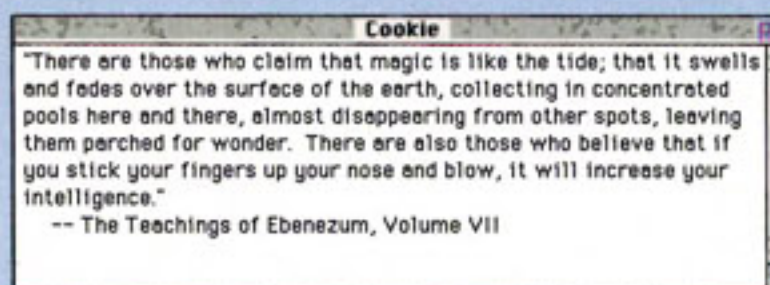 Cookie
"There are those who claim that magic is like the tide; that it swells
and fades over the surface of the earth, collecting in concentrated
pools here and there, almost disappearing from other spots, leaving
them parched for wonder.  There are also those who believe that if
you stick your fingers up your nose and blow, it will increase your
intelligence."
-- The Teachings of Ebenezum, Volume VII